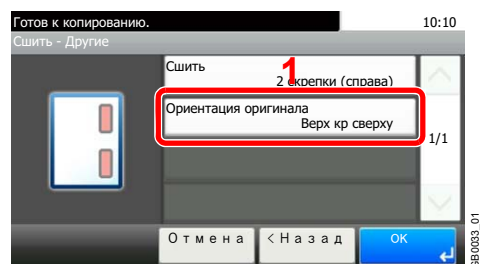 Готов к копированию. 10:10
Сшить - Другие
Сшить
1
2 скрепки (справа)
Ориентация оригинала
Верх кр сверху
1/1
Отмена <Назад ОК
GB0033_01